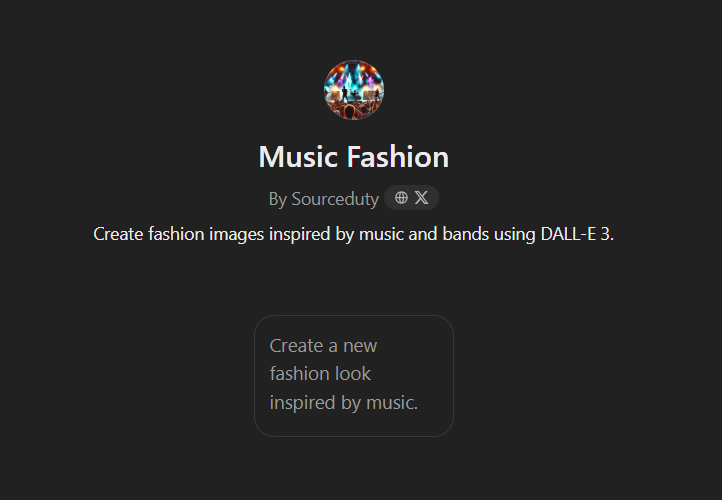 Music Fashion
By Sourceduty
Create fashion images inspired by music and bands using DALL-E 3.
Create a new
fashion look
inspired by music.